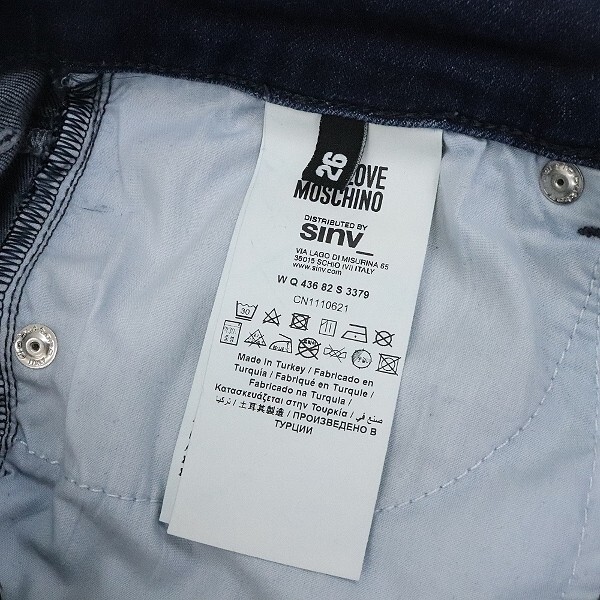 26
LOVE
MOSCHINO
DISTRIBUTED BY
sinv_
VIA LAGO DI MISURINA 65
36015 SCHIO (VI) ITALY
www.sinv.com
W Q 436 82 S 3379
CN1110621
30
Made in Turkey / Fabricado en
Turquía / Fabriqué en Turquie /
Fabricado na Turquia /
Κατασκευάζεται στην Τουρκία /
صنع في / 土耳其製造 / ПРОИЗВЕДЕНО В
ТУРЦИИ